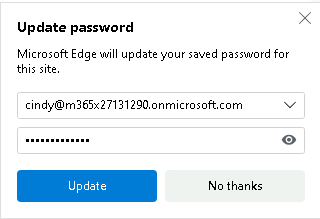 Update password
Microsoft Edge will update your saved password for
this site.
cindy@m365x27131290.onmicrosoft.com
•••••••••••••
Update
No thanks